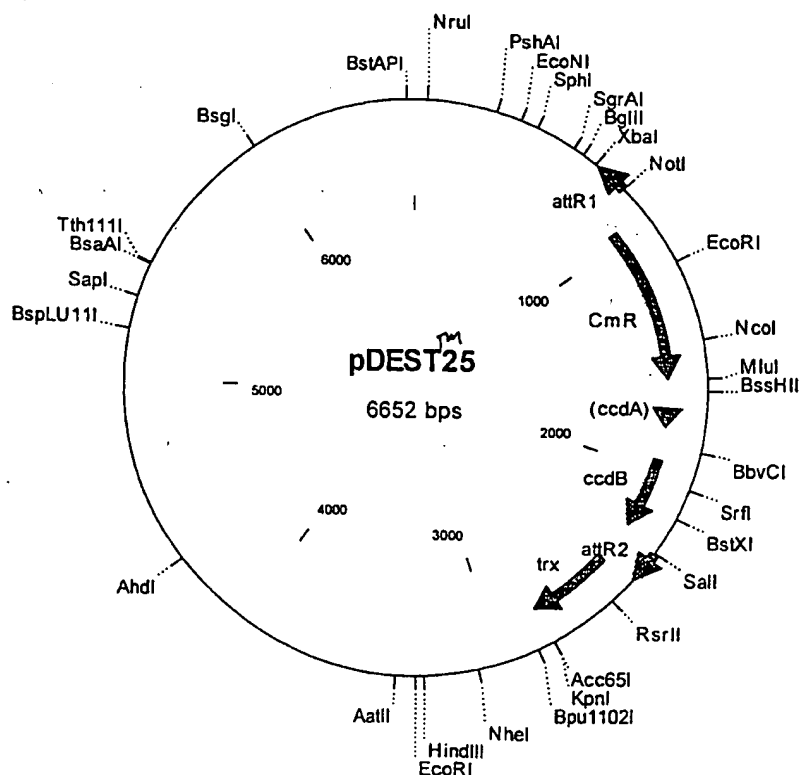 NruI
PshAI
BstAPI
EcoNI
SphI
BsgI
SgrAI
BglII
XbaI
NotI
attR1
Tth111I
BsaAI
EcoRI
6000
SapI
1000
BspLU11I
CmR
NcoI
pDEST25
MluI
BssHII
5000
6652 bps
(ccdA)
2000
BbvCI
ccdB
SrfI
4000
3000
BstXI
attR2
trx
SalI
AhdI
RsrII
Acc65I
KpnI
AatII
Bpu1102I
NheI
HindIII
EcoRI